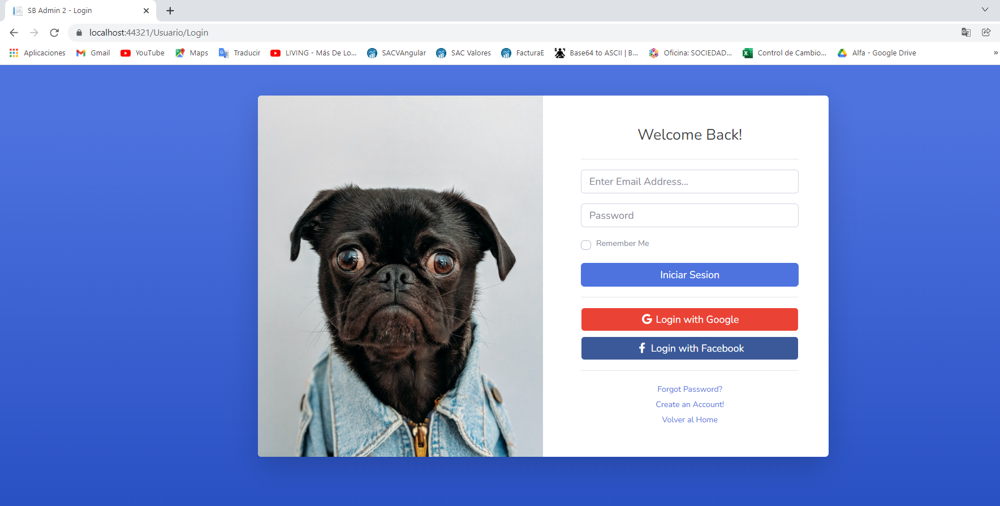 SB Admin 2 - Login
localhost:44321/Usuario/Login
Aplicaciones Gmail YouTube Maps Traducir LIVING - Más De Lo... SACVAngular SAC Valores FacturaE Base64 to ASCII | B... Oficina: SOCIEDAD... Control de Cambio... Alfa - Google Drive »
Welcome Back!
Enter Email Address...
Password
Remember Me
Iniciar Sesion
Login with Google
Login with Facebook
Forgot Password?
Create an Account!
Volver al Home